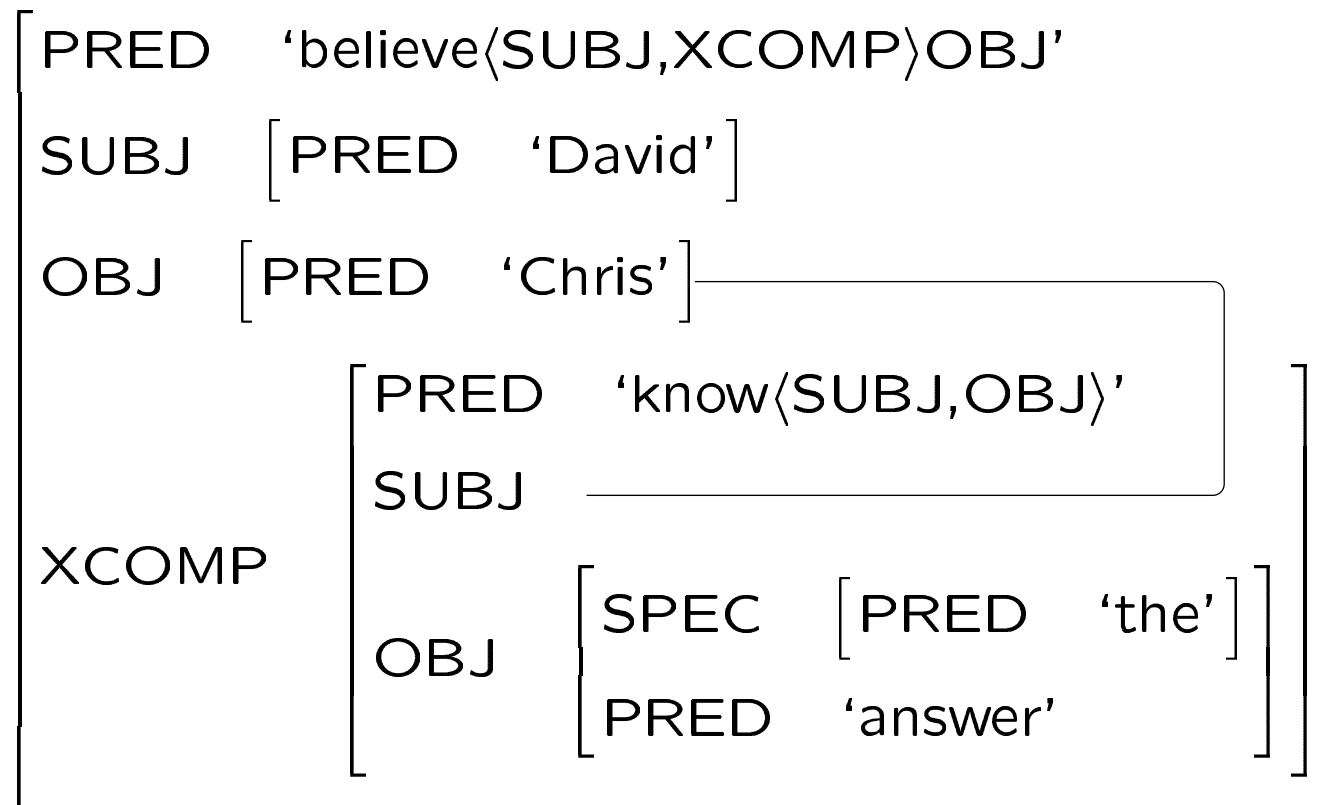 PRED ‘believe⟨SUBJ,XCOMP⟩OBJ’
SUBJ [PRED ‘David’]
OBJ [PRED ‘Chris’]
PRED ‘know⟨SUBJ,OBJ⟩’
SUBJ
XCOMP
SPEC [PRED ‘the’]
OBJ
PRED ‘answer’